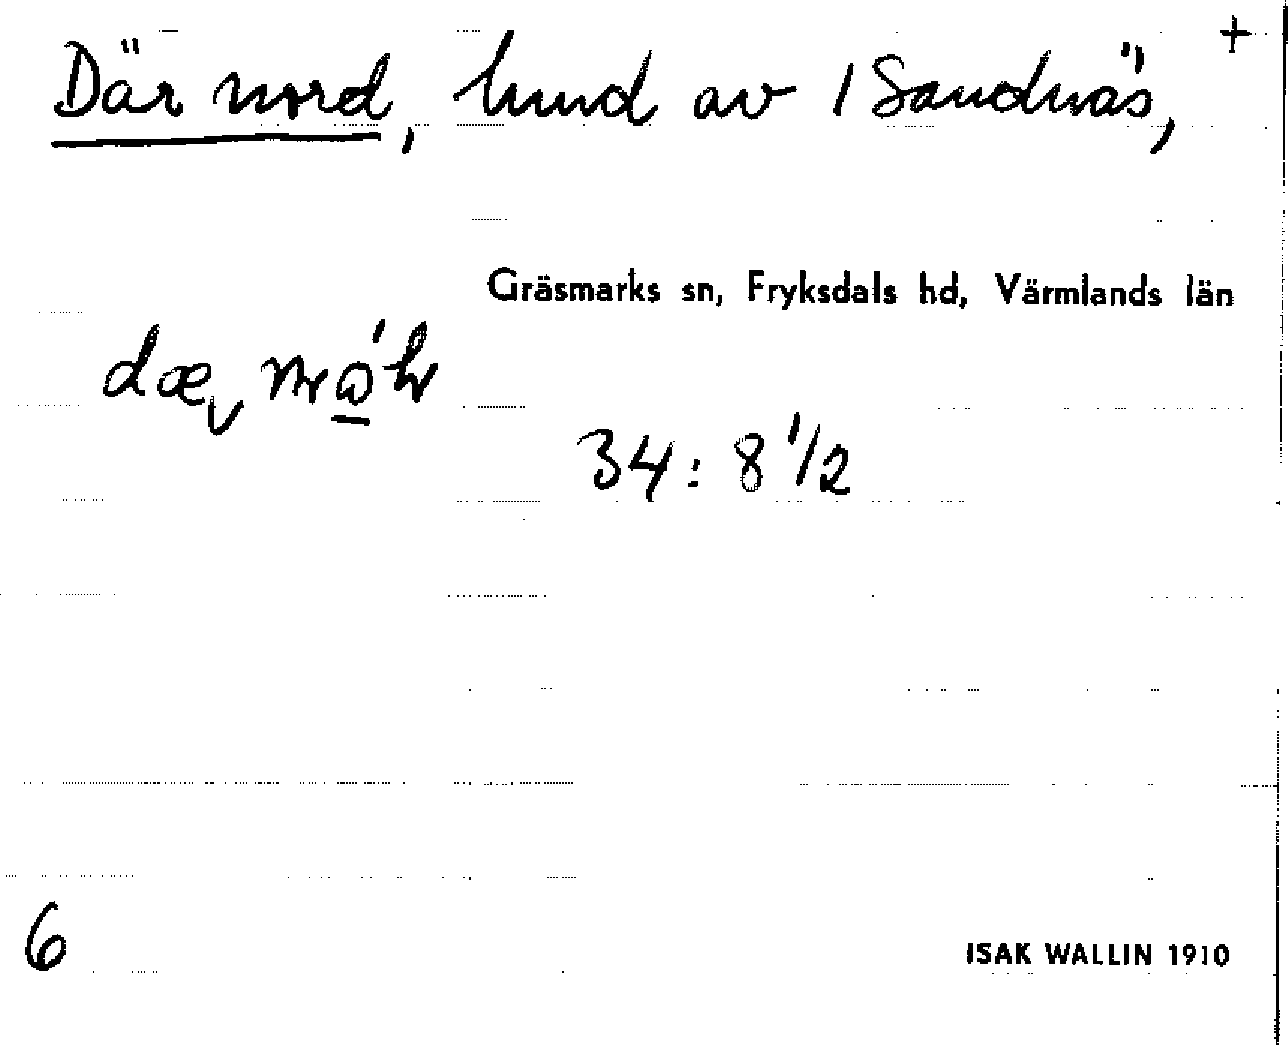 +
Där nord, hmd av 1 Sandnäs,
Gräsmarks sn, Fryksdals hd, Värmlands län
dæ
34: 8 1/2
6
ISAK WALLIN 1910